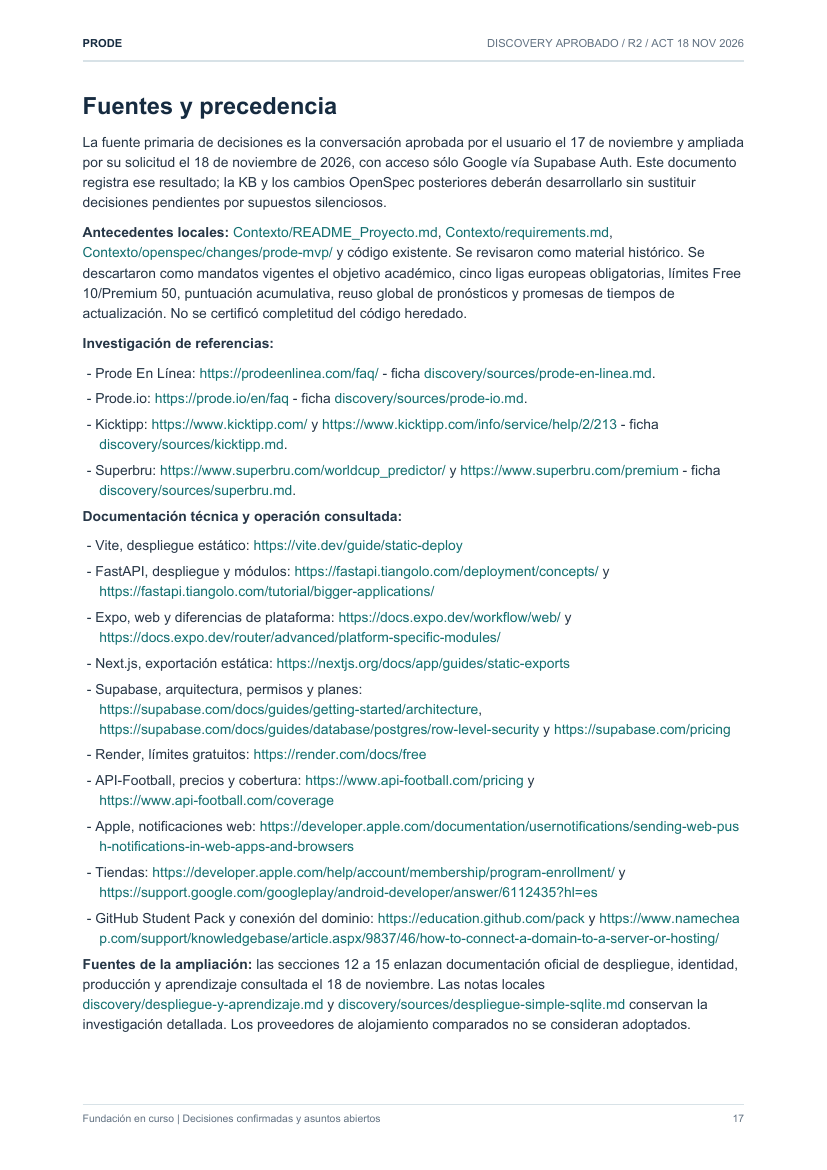 PRODE
DISCOVERY APROBADO / R2 / ACT 18 NOV 2026
Fuentes y precedencia
La fuente primaria de decisiones es la conversación aprobada por el usuario el 17 de noviembre y ampliada
por su solicitud el 18 de noviembre de 2026, con acceso sólo Google vía Supabase Auth. Este documento
registra ese resultado; la KB y los cambios OpenSpec posteriores deberán desarrollarlo sin sustituir
decisiones pendientes por supuestos silenciosos.
Antecedentes locales: Contexto/README_Proyecto.md, Contexto/requirements.md,
Contexto/openspec/changes/prode-mvp/ y código existente. Se revisaron como material histórico. Se
descartaron como mandatos vigentes el objetivo académico, cinco ligas europeas obligatorias, límites Free
10/Premium 50, puntuación acumulativa, reuso global de pronósticos y promesas de tiempos de
actualización. No se certificó completitud del código heredado.
Investigación de referencias:
- Prode En Línea: https://prodeenlinea.com/faq/ - ficha discovery/sources/prode-en-linea.md.
- Prode.io: https://prode.io/en/faq - ficha discovery/sources/prode-io.md.
- Kicktipp: https://www.kicktipp.com/ y https://www.kicktipp.com/info/service/help/2/213 - ficha
discovery/sources/kicktipp.md.
- Superbru: https://www.superbru.com/worldcup_predictor/ y https://www.superbru.com/premium - ficha
discovery/sources/superbru.md.
Documentación técnica y operación consultada:
- Vite, despliegue estático: https://vite.dev/guide/static-deploy
- FastAPI, despliegue y módulos: https://fastapi.tiangolo.com/deployment/concepts/ y
https://fastapi.tiangolo.com/tutorial/bigger-applications/
- Expo, web y diferencias de plataforma: https://docs.expo.dev/workflow/web/ y
https://docs.expo.dev/router/advanced/platform-specific-modules/
- Next.js, exportación estática: https://nextjs.org/docs/app/guides/static-exports
- Supabase, arquitectura, permisos y planes:
https://supabase.com/docs/guides/getting-started/architecture,
https://supabase.com/docs/guides/database/postgres/row-level-security y https://supabase.com/pricing
- Render, límites gratuitos: https://render.com/docs/free
- API-Football, precios y cobertura: https://www.api-football.com/pricing y
https://www.api-football.com/coverage
- Apple, notificaciones web: https://developer.apple.com/documentation/usernotifications/sending-web-pus
h-notifications-in-web-apps-and-browsers
- Tiendas: https://developer.apple.com/help/account/membership/program-enrollment/ y
https://support.google.com/googleplay/android-developer/answer/6112435?hl=es
- GitHub Student Pack y conexión del dominio: https://education.github.com/pack y https://www.namechea
p.com/support/knowledgebase/article.aspx/9837/46/how-to-connect-a-domain-to-a-server-or-hosting/
Fuentes de la ampliación: las secciones 12 a 15 enlazan documentación oficial de despliegue, identidad,
producción y aprendizaje consultada el 18 de noviembre. Las notas locales
discovery/despliegue-y-aprendizaje.md y discovery/sources/despliegue-simple-sqlite.md conservan la
investigación detallada. Los proveedores de alojamiento comparados no se consideran adoptados.
Fundación en curso | Decisiones confirmadas y asuntos abiertos
17